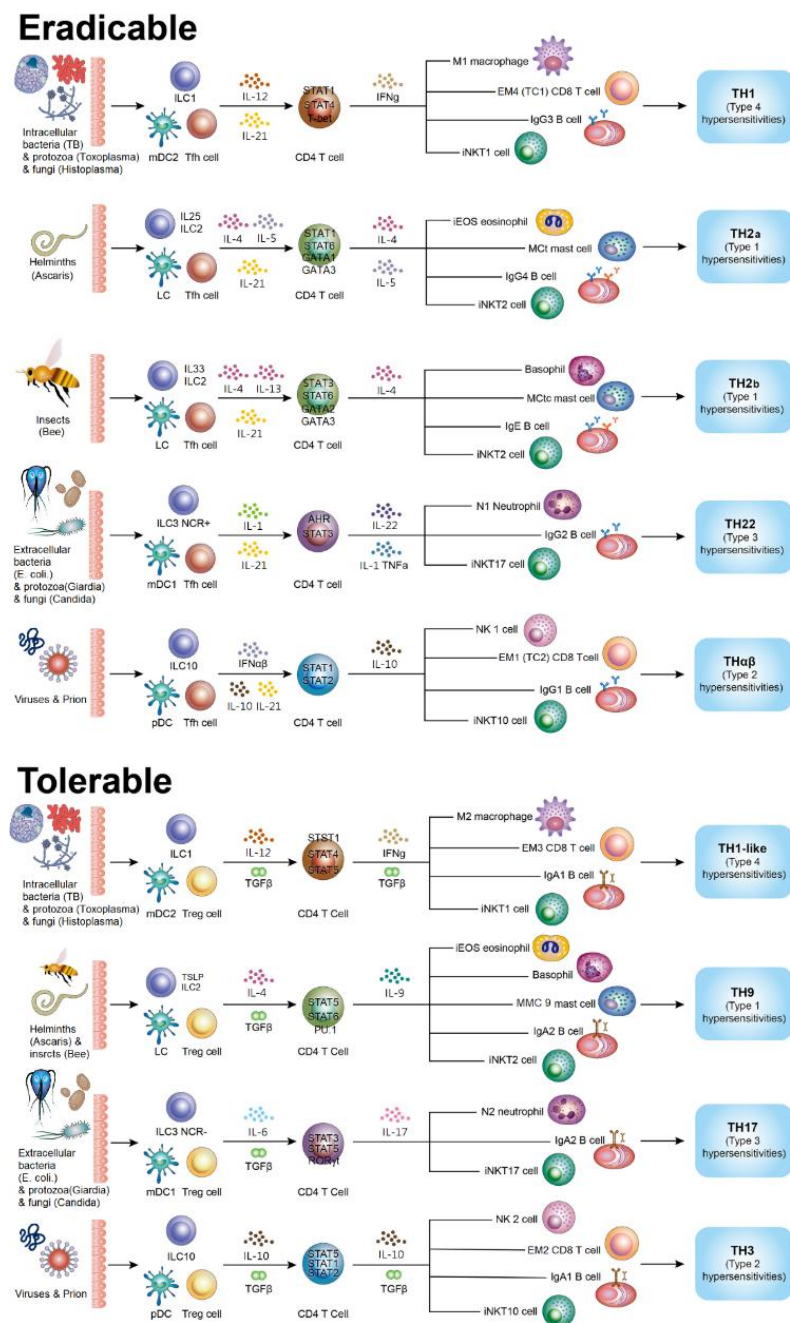 Eradicable
Intracellular
bacteria (TB)
& protozoa (Toxoplasma)
& fungi (Histoplasma)
ILC1
mDC2 Tfh cell
IL-12
IL-21
STAT1
STAT4
T-bet
CD4 T cell
IFNg
M1 macrophage
EM4 (TC1) CD8 T cell
IgG3 B cell
iNKT1 cell
TH1
(Type 4
hypersensitivities)
Helminths
(Ascaris)
IL25
ILC2
LC Tfh cell
IL-4 IL-5
IL-21
STAT1
STAT6
GATA1
GATA3
CD4 T cell
IL-4
IL-5
iEOS eosinophil
MCt mast cell
IgG4 B cell
iNKT2 cell
TH2a
(Type 1
hypersensitivities)
Insects
(Bee)
IL33
ILC2
LC Tfh cell
IL-4 IL-13
IL-21
STAT3
STAT6
GATA2
GATA3
CD4 T cell
IL-4
Basophil
MCtc mast cell
IgE B cell
iNKT2 cell
TH2b
(Type 1
hypersensitivities)
Extracellular
bacteria
(E. coli.)
& protozoa(Giardia)
& fungi (Candida)
ILC3 NCR+
mDC1 Tfh cell
IL-1
IL-21
AHR
STAT3
CD4 T cell
IL-22
IL-1 TNFa
N1 Neutrophil
IgG2 B cell
iNKT17 cell
TH22
(Type 3
hypersensitivities)
Viruses & Prion
ILC10
pDC Tfh cell
IFNαβ
IL-10 IL-21
STAT1
STAT2
CD4 T cell
IL-10
NK 1 cell
EM1 (TC2) CD8 Tcell
IgG1 B cell
iNKT10 cell
THαβ
(Type 2
hypersensitivities)
Tolerable
Intracellular
bacteria (TB)
& protozoa (Toxoplasma)
& fungi (Histoplasma)
ILC1
mDC2 Treg cell
IL-12
TGFβ
STST1
STAT4
STAT5
CD4 T Cell
IFNg
TGFβ
M2 macrophage
EM3 CD8 T cell
IgA1 B cell
iNKT1 cell
TH1-like
(Type 4
hypersensitivities)
Helminths
(Ascaris) &
insrcts (Bee)
TSLP
ILC2
LC Treg cell
IL-4
TGFβ
STAT5
STAT6
PU.1
CD4 T Cell
IL-9
iEOS eosinophil
Basophil
MMC 9 mast cell
IgA2 B cell
iNKT2 cell
TH9
(Type 1
hypersensitivities)
Extracellular
bacteria
(E. coli.)
& protozoa(Giardia)
& fungi (Candida)
ILC3 NCR-
mDC1 Treg cell
IL-6
TGFβ
STAT3
STAT5
RORγt
CD4 T Cell
IL-17
N2 neutrophil
IgA2 B cell
iNKT17 cell
TH17
(Type 3
hypersensitivities)
Viruses & Prion
ILC10
pDC Treg cell
IL-10
TGFβ
STAT5
STAT1
STAT2
CD4 T Cell
IL-10
TGFβ
NK 2 cell
EM2 CD8 T cell
IgA1 B cell
iNKT10 cell
TH3
(Type 2
hypersensitivities)